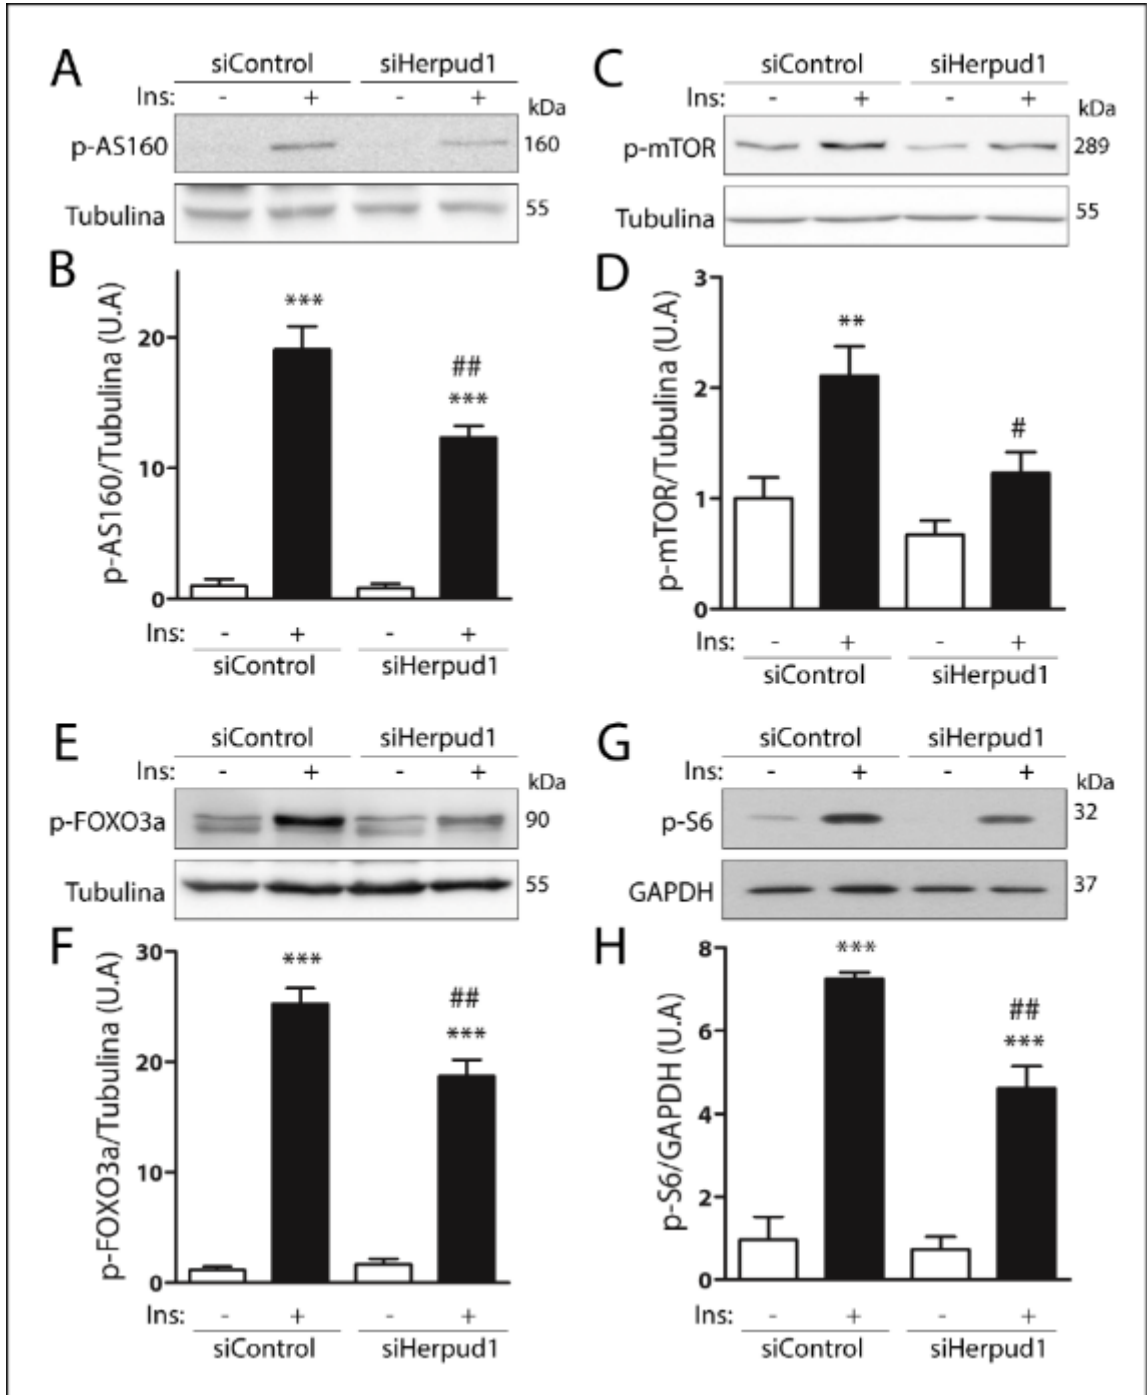 A
siControl siHerpud1
Ins: - + - + kDa
p-AS160 160
Tubulina 55
B
p-AS160/Tubulina (U.A)
20
10
0
***
##
***
Ins: - + - +
siControl siHerpud1
C
siControl siHerpud1
Ins: - + - + kDa
p-mTOR 289
Tubulina 55
D
p-mTOR/Tubulina (U.A)
3
2
1
0
**
#
Ins: - + - +
siControl siHerpud1
E
siControl siHerpud1
Ins: - + - + kDa
p-FOXO3a 90
Tubulina 55
F
p-FOXO3a/Tubulina (U.A)
30
20
10
0
***
##
***
Ins: - + - +
siControl siHerpud1
G
siControl siHerpud1
Ins: - + - + kDa
p-S6 32
GAPDH 37
H
p-S6/GAPDH (U.A)
8
6
4
2
0
***
##
***
Ins: - + - +
siControl siHerpud1